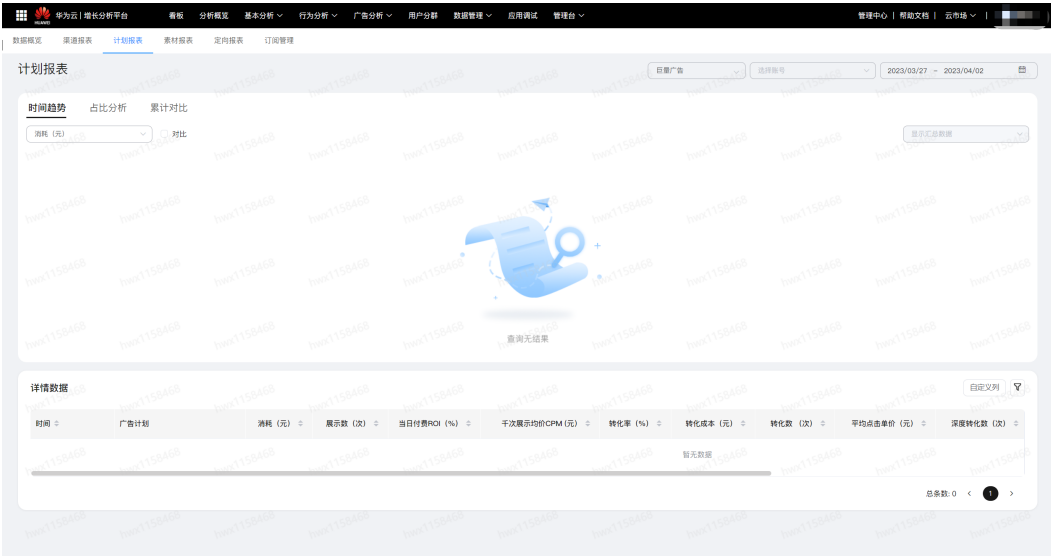 HUAWEI 华为云 | 增长分析平台 看板 分析概览 基本分析 行为分析 广告分析 用户分群 数据管理 应用调试 管理台 管理中心 | 帮助文档 | 云市场 |
数据概览 渠道报表 计划报表 素材报表 定向报表 订阅管理
计划报表 巨量广告 选择账号 2023/03/27 - 2023/04/02
时间趋势 占比分析 累计对比
消耗（元） 对比 显示汇总数据
查询无结果
详情数据 自定义列
时间 广告计划 消耗（元） 展示数（次） 当日付费ROI（%） 千次展示均价CPM (元) 转化率（%） 转化成本（元） 转化数 （次） 平均点击单价（元） 深度转化数（次）
暂无数据
总条数: 0 < 1 >
hwx1158468